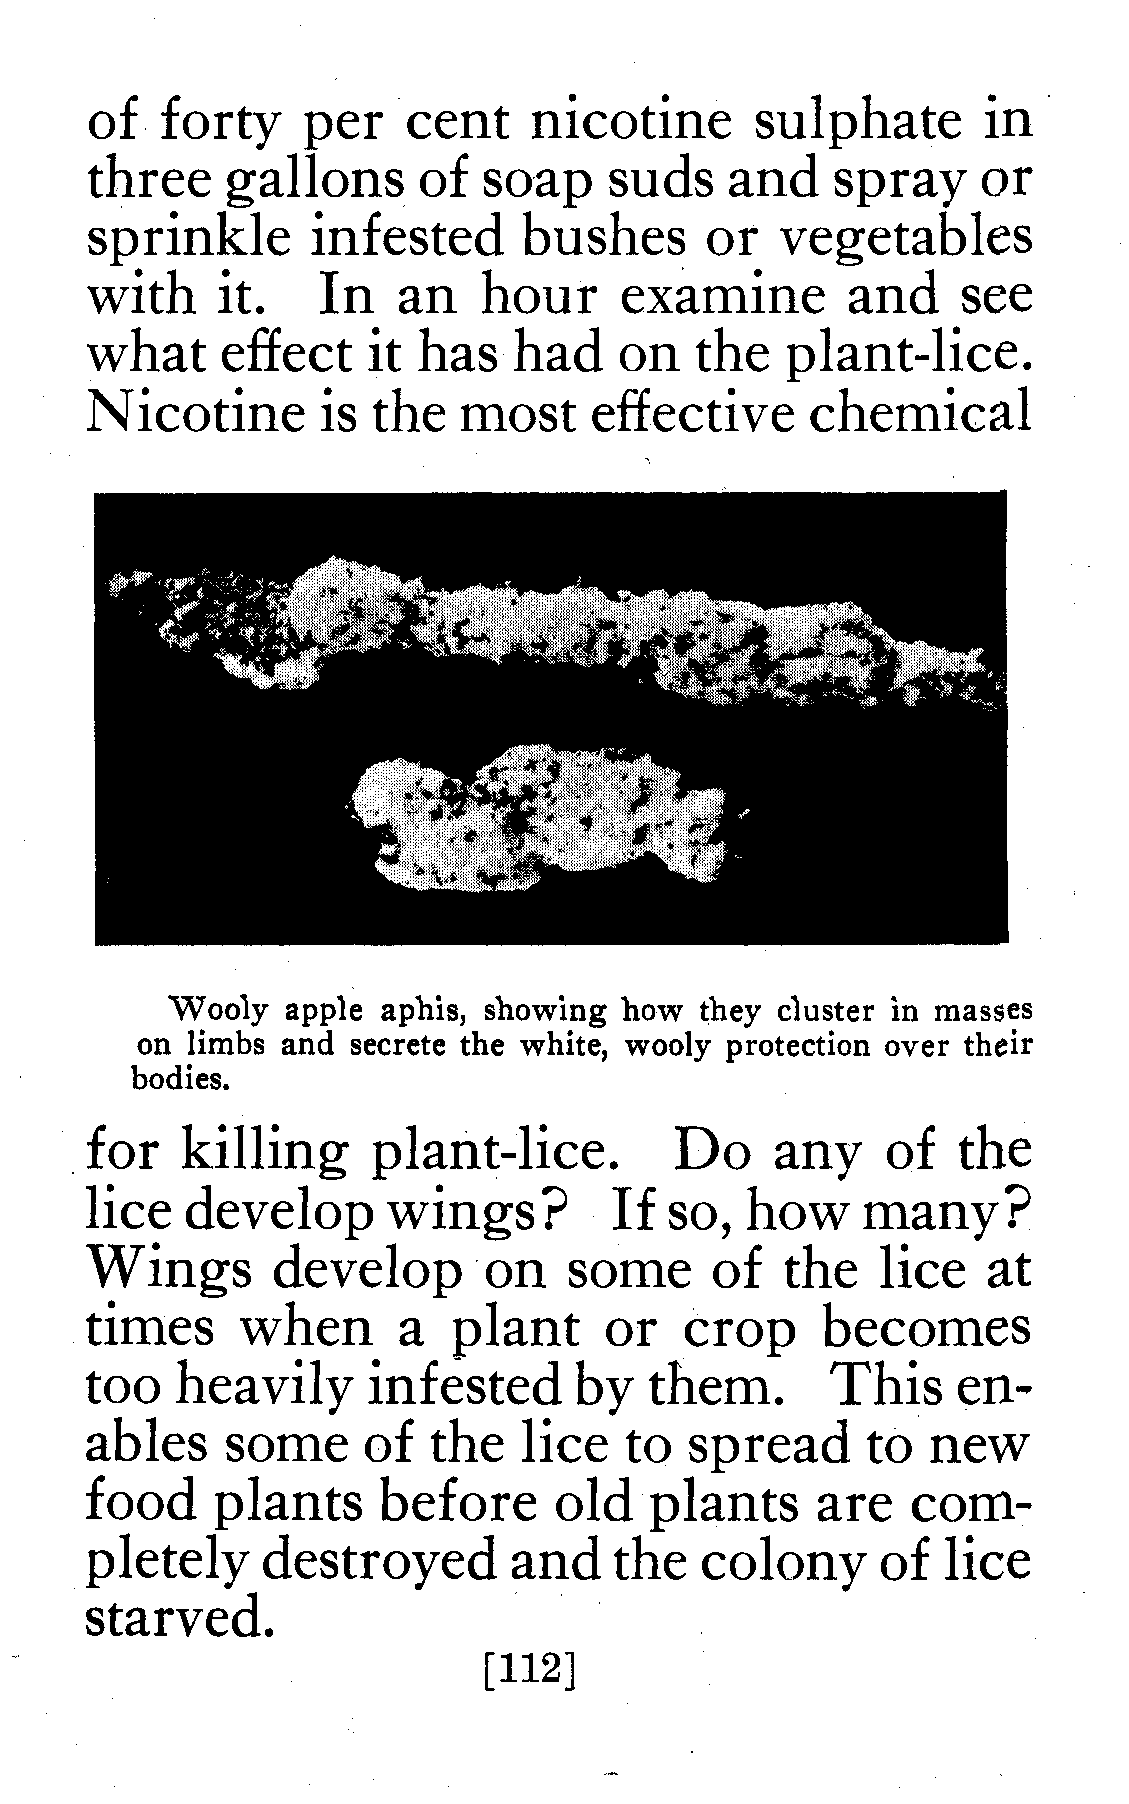 of forty per cent nicotine sulphate in
three gallons of soap suds and spray or
sprinkle infested bushes or vegetables
with it. In an hour examine and see
what effect it has had on the plant-lice.
Nicotine is the most effective chemical
Wooly apple aphis, showing how they cluster in masses
on limbs and secrete the white, wooly protection over their
bodies.
for killing plant-lice. Do any of the
lice develop wings? If so, how many?
Wings develop on some of the lice at
times when a plant or crop becomes
too heavily infested by them. This en-
ables some of the lice to spread to new
food plants before old plants are com-
pletely destroyed and the colony of lice
starved.
[112]